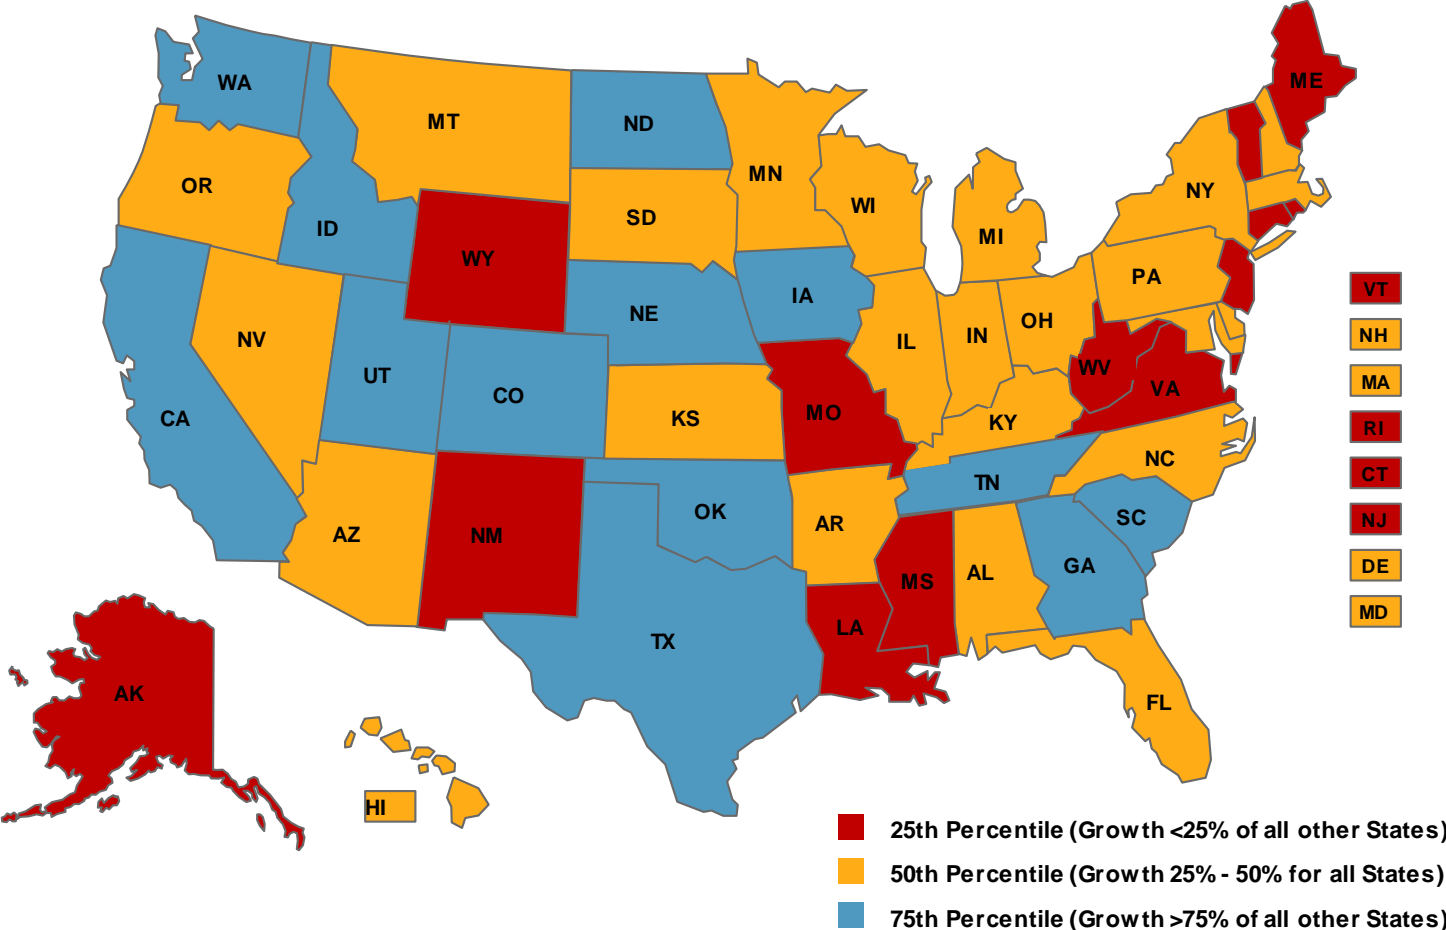 ME
WA
MT
ND
MN
OR
NY
WI
SD
ID
MI
WY
PA
IA
VT
NE
OH
NV
IN
NH
IL
UT
WV
MA
VA
CO
CA
MO
KS
KY
RI
NC
CT
TN
OK
SC
NJ
AR
AZ
NM
GA
DE
AL
MS
MD
LA
TX
AK
FL
HI
25th Percentile (Growth <25% of all other States)
50th Percentile (Growth 25% - 50% for all States)
75th Percentile (Growth >75% of all other States)